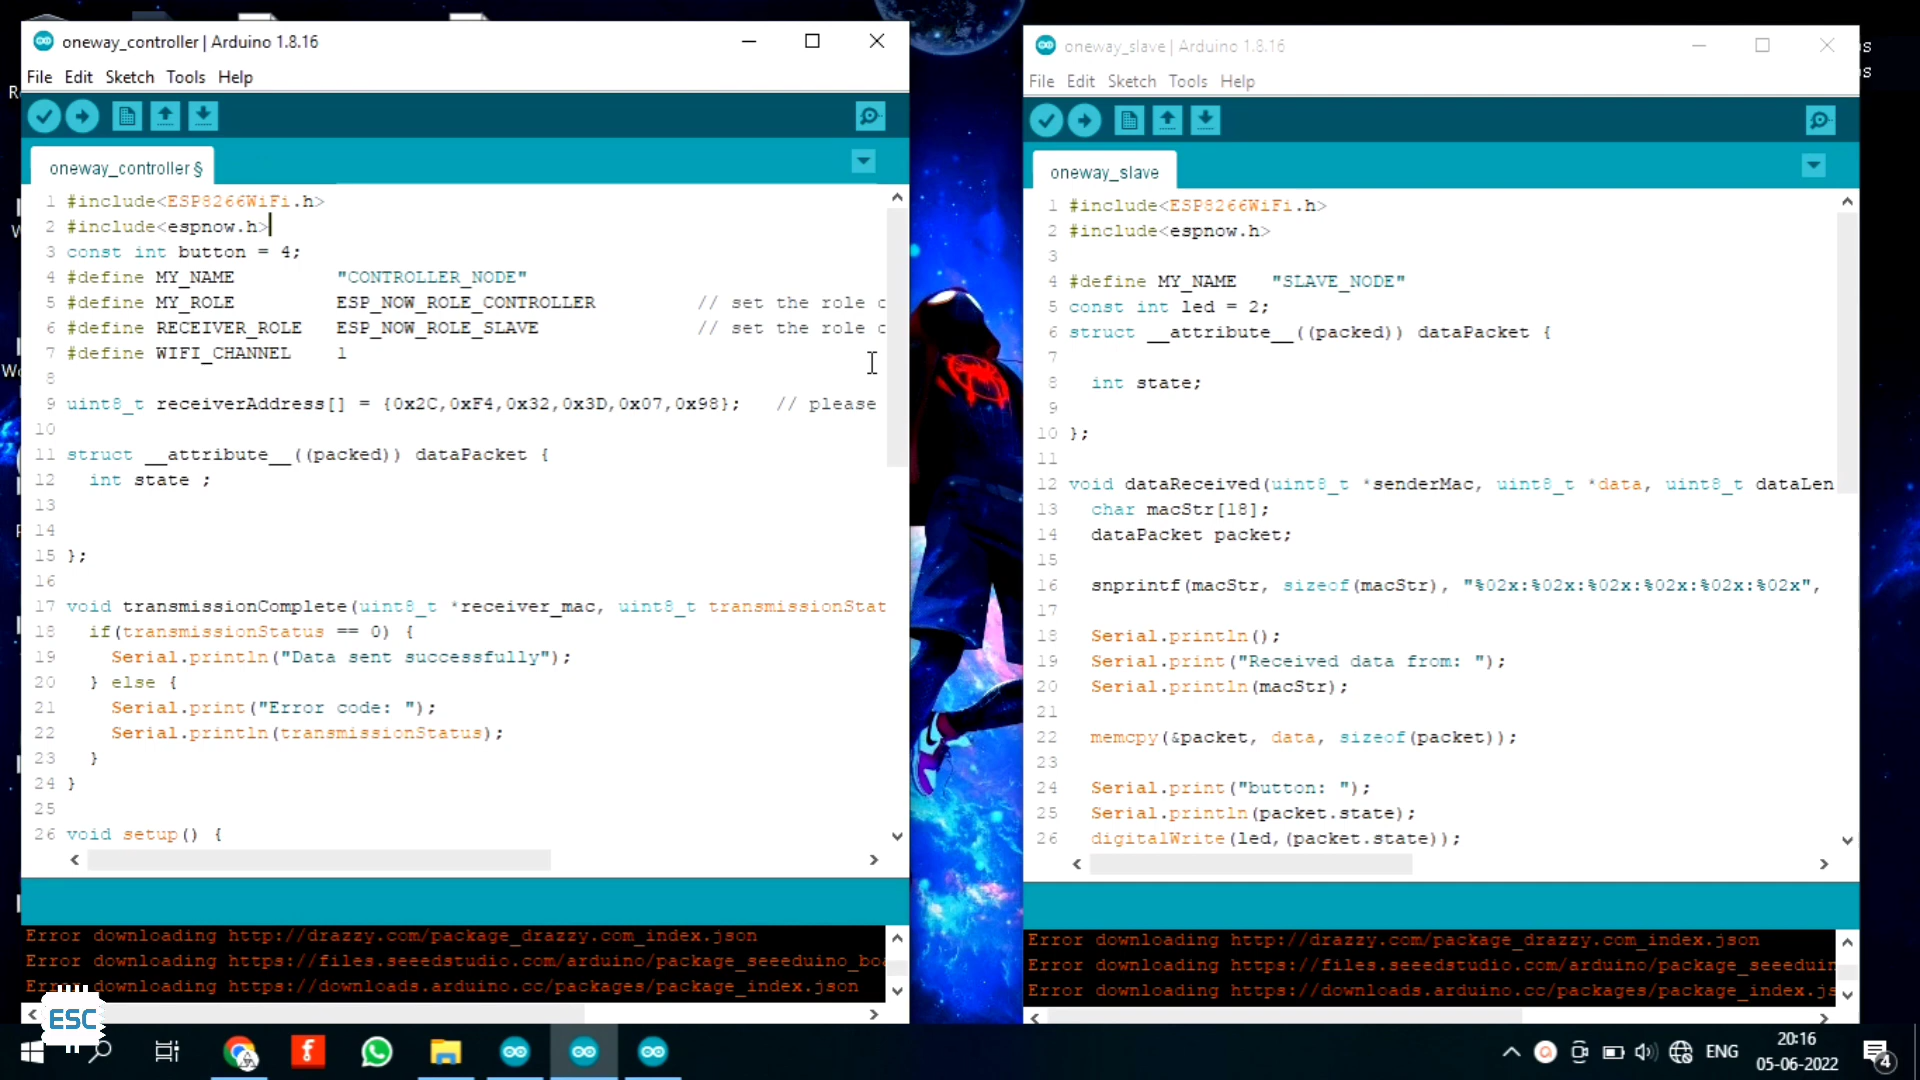 oneway_controller | Arduino 1.8.16
File Edit Sketch Tools Help
oneway_controller §
1 #include<ESP8266WiFi.h>
2 #include<espnow.h>
3 const int button = 4;
4 #define MY_NAME "CONTROLLER_NODE"
5 #define MY_ROLE ESP_NOW_ROLE_CONTROLLER // set the role
6 #define RECEIVER_ROLE ESP_NOW_ROLE_SLAVE // set the role
7 #define WIFI_CHANNEL 1
8
9 uint8_t receiverAddress[] = {0x2C,0xF4,0x32,0x3D,0x07,0x98}; // please
10
11 struct __attribute__((packed)) dataPacket {
12 int state ;
13
14
15 };
16
17 void transmissionComplete(uint8_t *receiver_mac, uint8_t transmissionStat
18 if(transmissionStatus == 0) {
19 Serial.println("Data sent successfully");
20 } else {
21 Serial.print("Error code: ");
22 Serial.println(transmissionStatus);
23 }
24 }
25
26 void setup() {
Error downloading http://drazzy.com/package_drazzy.com_index.json
Error downloading https://files.seeedstudio.com/arduino/package_seeeduino_bo
Error downloading https://downloads.arduino.cc/packages/package_index.json
oneway_slave | Arduino 1.8.16
File Edit Sketch Tools Help
oneway_slave
1 #include<ESP8266WiFi.h>
2 #include<espnow.h>
3
4 #define MY_NAME "SLAVE_NODE"
5 const int led = 2;
6 struct __attribute__((packed)) dataPacket {
7
8 int state;
9
10 };
11
12 void dataReceived(uint8_t *senderMac, uint8_t *data, uint8_t dataLen
13 char macStr[18];
14 dataPacket packet;
15
16 snprintf(macStr, sizeof(macStr), "%02x:%02x:%02x:%02x:%02x:%02x",
17
18 Serial.println();
19 Serial.print("Received data from: ");
20 Serial.println(macStr);
21
22 memcpy(&packet, data, sizeof(packet));
23
24 Serial.print("button: ");
25 Serial.println(packet.state);
26 digitalWrite(led,(packet.state));
Error downloading http://drazzy.com/package_drazzy.com_index.json
Error downloading https://files.seeedstudio.com/arduino/package_seeeduin
Error downloading https://downloads.arduino.cc/packages/package_index.js
ESC
ENG
20:16
05-06-2022
4